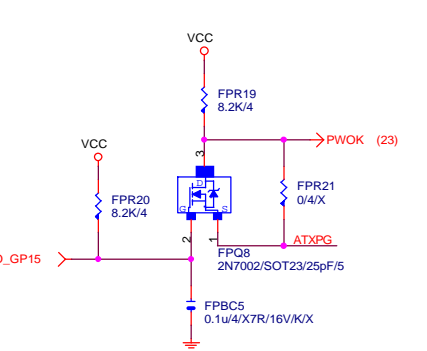 VCC
FPR19
8.2K/4
3
PWOK (23)
VCC
D
FPR20
8.2K/4
FPR21
0/4/X
G
S
2
1
ATXPG
FPQ8
2N7002/SOT23/25pF/5
_GP15
FPBC5
0.1u/4/X7R/16V/K/X